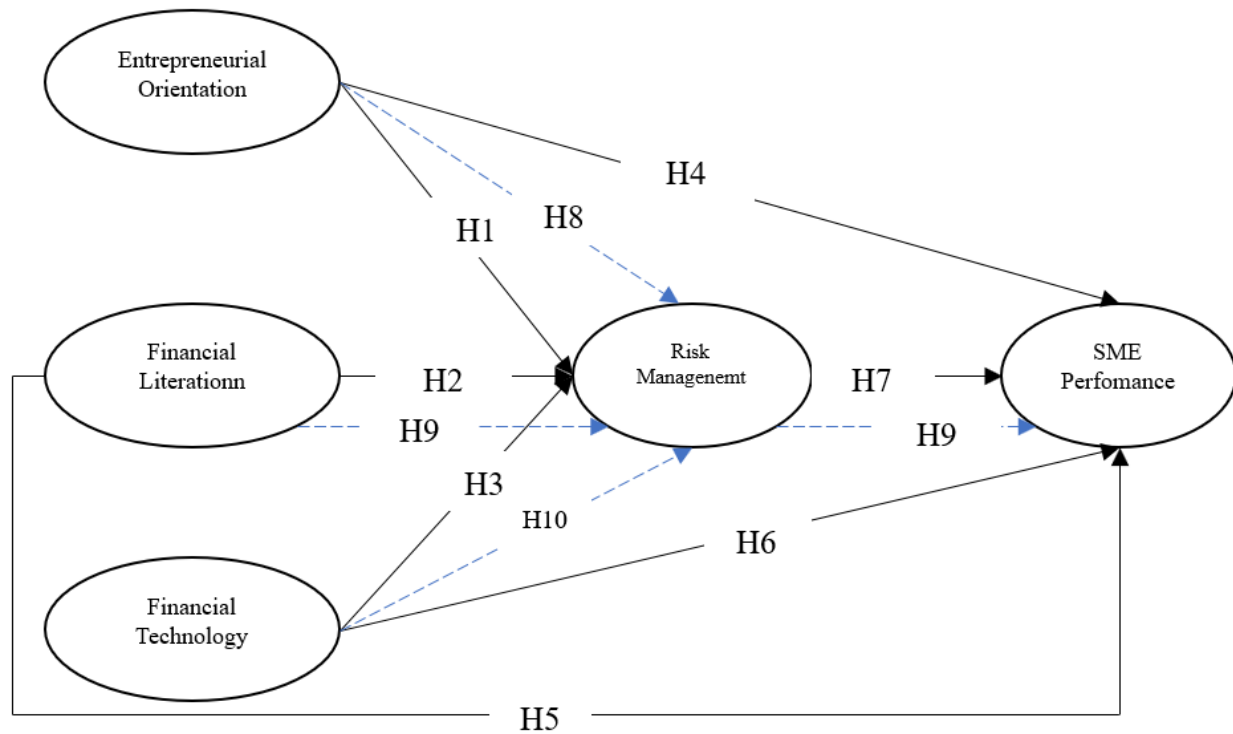 Entrepreneurial
Orientation
H4
H8
H1
Financial
Literationn
Risk
Managenemt
SME
Perfomance
H2
H7
H9
H9
H3
H10
H6
Financial
Technology
H5